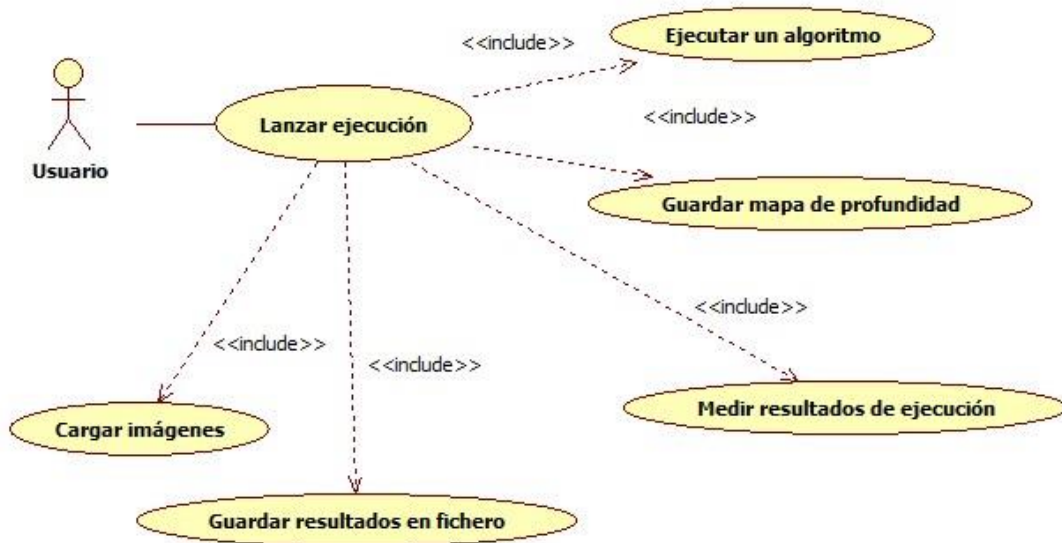 Ejecutar un algoritmo
<<include>>
Lanzar ejecución
<<include>>
Usuario
Guardar mapa de profundidad
<<include>>
<<include>>
<<include>>
Medir resultados de ejecución
Cargar imágenes
Guardar resultados en fichero